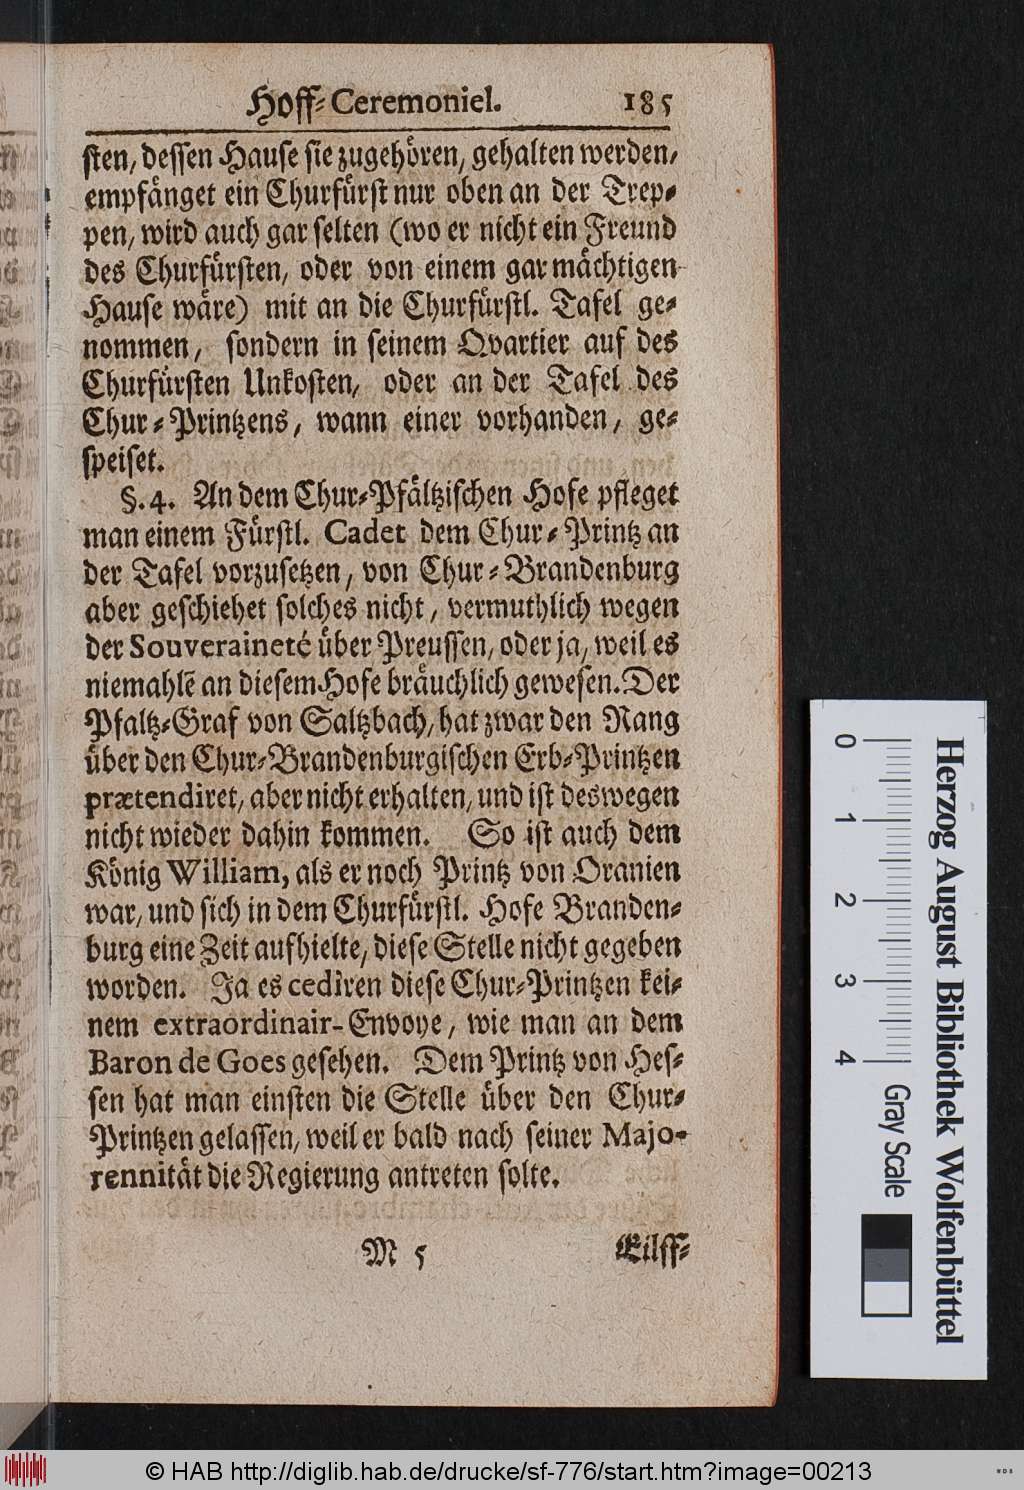 Hoff-Ceremoniel. 185
sten, dessen Hause sie zugehören, gehalten werden,
empfänget ein Churfürst nur oben an der Trep-
pen, wird auch gar selten (wo er nicht ein Freund
des Churfürsten, oder von einem gar mächtigen
Hause wäre) mit an die Churfürstl. Tafel ge-
nommen, sondern in seinem Qvartier auf des
Churfürsten Unkosten, oder an der Tafel des
Chur-Printzens, wann einer vorhanden, ge-
speiset.
§. 4. An dem Chur-Pfältzischen Hofe pfleget
man einem Fürstl. Cadet dem Chur-Printz an
der Tafel vorzusetzen, von Chur-Brandenburg
aber geschiehet solches nicht, vermuthlich wegen
der Souveraineté über Preussen, oder ja, weil es
niemahlẽ an diesem Hofe bräuchlich gewesen. Der
Pfaltz-Graf von Saltzbach, hat zwar den Rang
über den Chur-Brandenburgischen Erb-Printzen
prætendiret, aber nicht erhalten, und ist deswegen
nicht wieder dahin kommen. So ist auch dem
König William, als er noch Printz von Oranien
war, und sich in dem Churfürstl. Hofe Branden-
burg eine Zeit aufhielte, diese Stelle nicht gegeben
worden. Ja es cediren diese Chur-Printzen kei-
nem extraordinair-Envoye, wie man an dem
Baron de Goes gesehen. Dem Printz von Hes-
sen hat man einsten die Stelle über den Chur-
Printzen gelassen, weil er bald nach seiner Majo-
rennität die Regierung antreten solte.
M 5 Eilff-
0 1 2 3 4 Gray Scale
Herzog August Bibliothek Wolfenbüttel
© HAB http://diglib.hab.de/drucke/sf-776/start.htm?image=00213
WDB